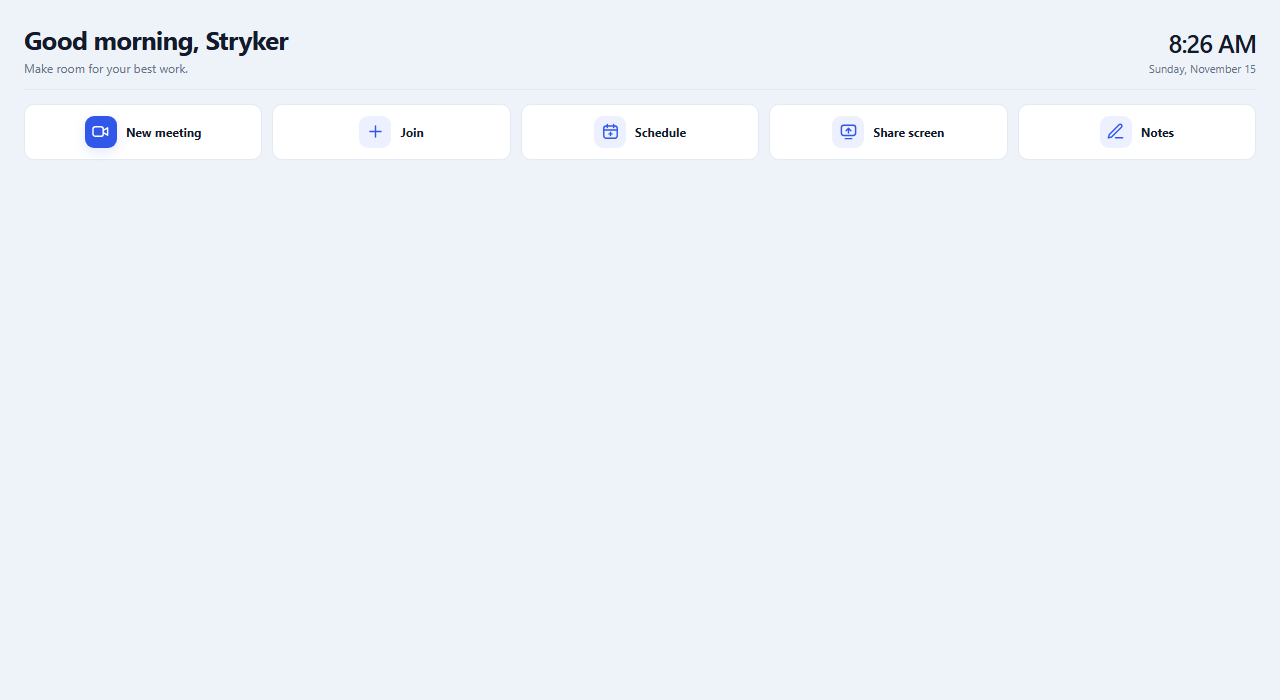 Good morning, Stryker
Make room for your best work.
8:26 AM
Sunday, November 15
New meeting
Join
Schedule
Share screen
Notes